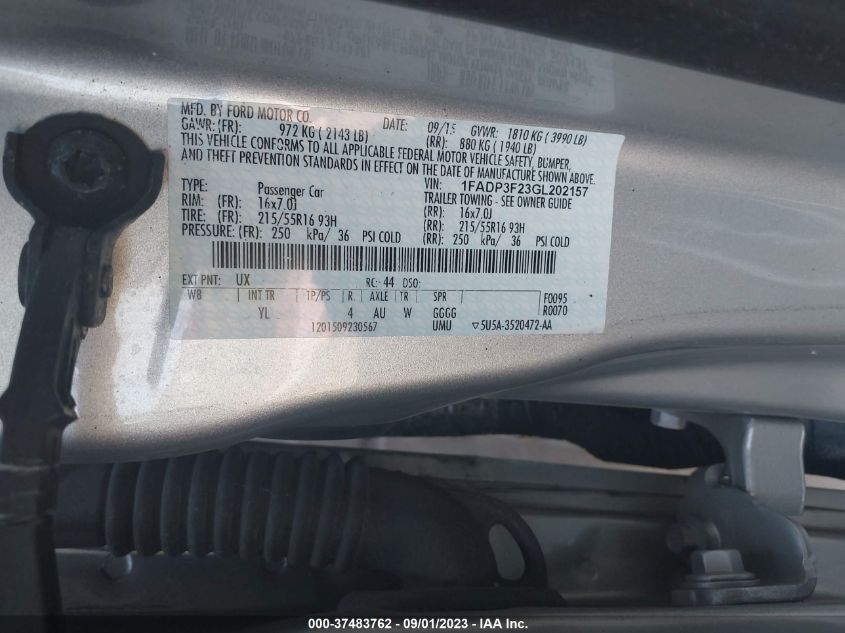 MFD. BY FORD MOTOR CO. DATE: 09/15 GVWR: 1810 KG ( 3990 LB)
GAWR: (FR): 972 KG ( 2143 LB) (RR): 880 KG ( 1940 LB)
THIS VEHICLE CONFORMS TO ALL APPLICABLE FEDERAL MOTOR VEHICLE SAFETY, BUMPER,
AND THEFT PREVENTION STANDARDS IN EFFECT ON THE DATE OF MANUFACTURE SHOWN ABOVE.
VIN: 1FADP3F23GL202157
TYPE: Passenger Car TRAILER TOWING - SEE OWNER GUIDE
RIM: (FR): 16x7.0J (RR): 16x7.0J
TIRE: (FR): 215/55R16 93H (RR): 215/55R16 93H
PRESSURE: (FR): 250 kPa/ 36 PSI COLD (RR): 250 kPa/ 36 PSI COLD
EXT PNT: UX RC: 44 DSO:
WB INT TR TP/PS R AXLE TR SPR F0095
YL 4 AU W GGGG R0070
1201509230567 UMU ▽5U5A-3520472-AA
000-37483762 - 09/01/2023 - IAA Inc.